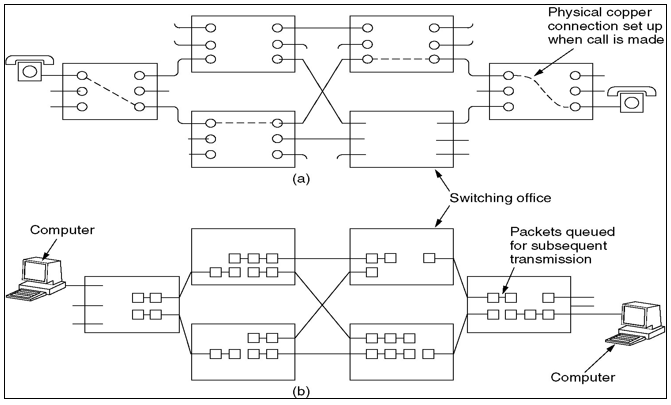 Physical copper
connection set up
when call is made
(a)
Switching office
Computer
Packets queued
for subsequent
transmission
Computer
(b)